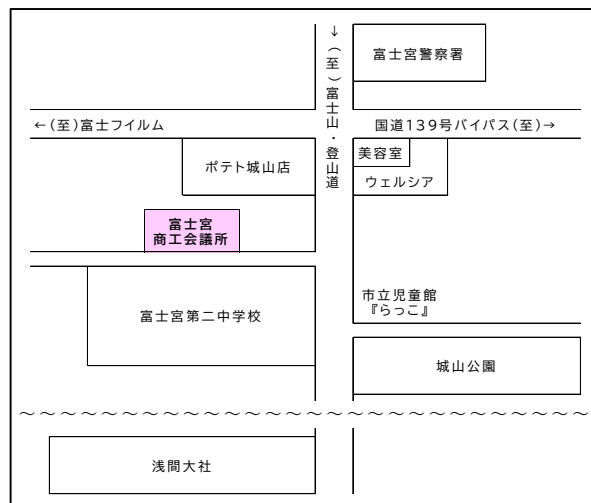 ↓(至)富士山・登山道
富士宮警察署
←(至)富士フイルム
国道139号バイパス(至)→
ポテト城山店
美容室
ウェルシア
富士宮
商工会議所
富士宮第二中学校
市立児童館
『らっこ』
城山公園
浅間大社